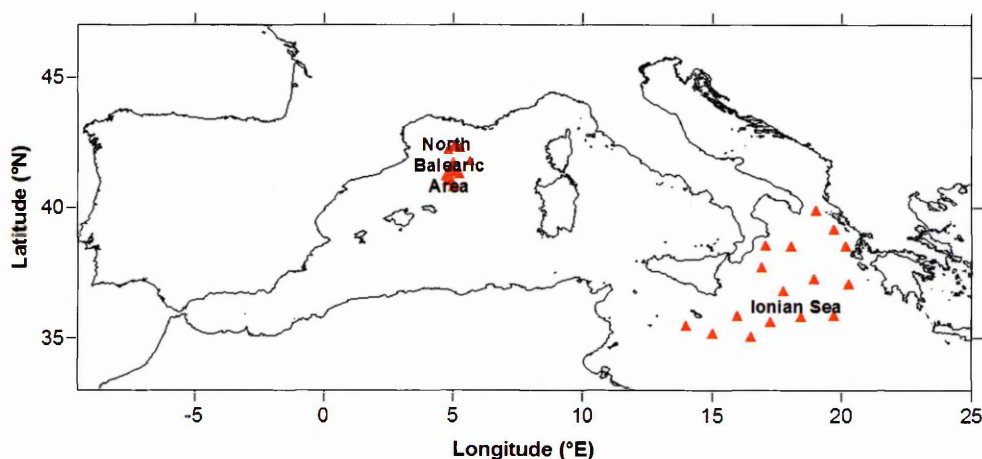 45
40
35
Latitude (°N)
North
Balearic
Area
Ionian Sea
-5 0 5 10 15 20 25
Longitude (°E)